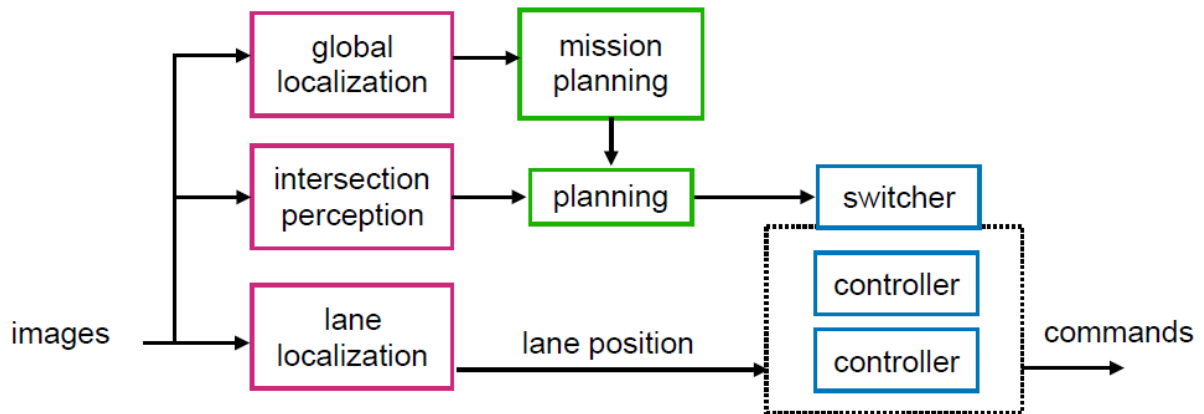 global
localization
mission
planning
intersection
perception
planning
switcher
controller
images
lane
localization
lane position
controller
commands